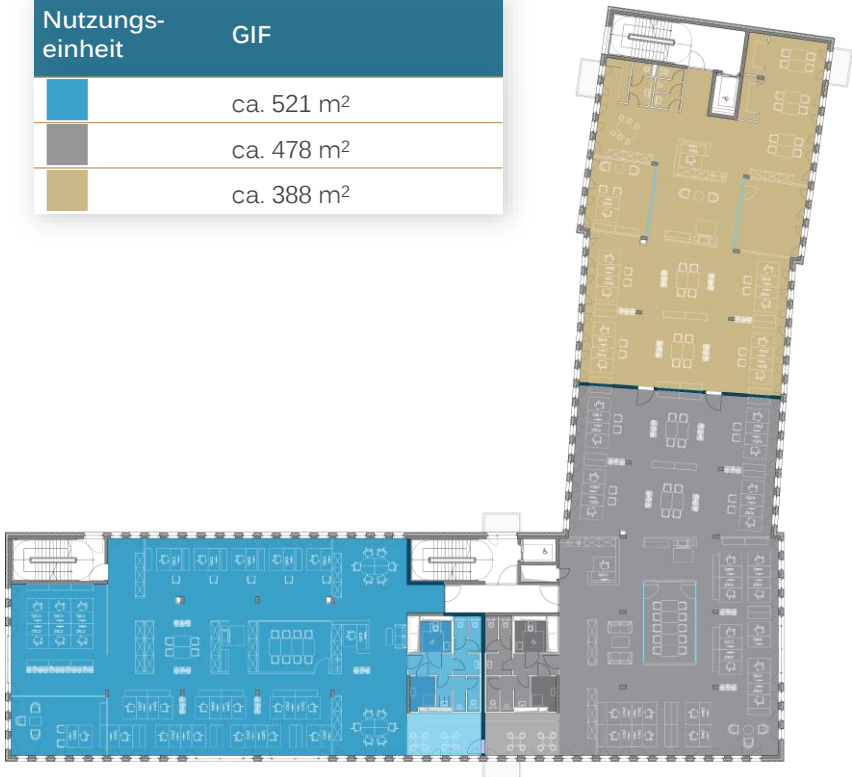 Nutzungs-
einheit
GIF
ca. 521 m²
ca. 478 m²
ca. 388 m²